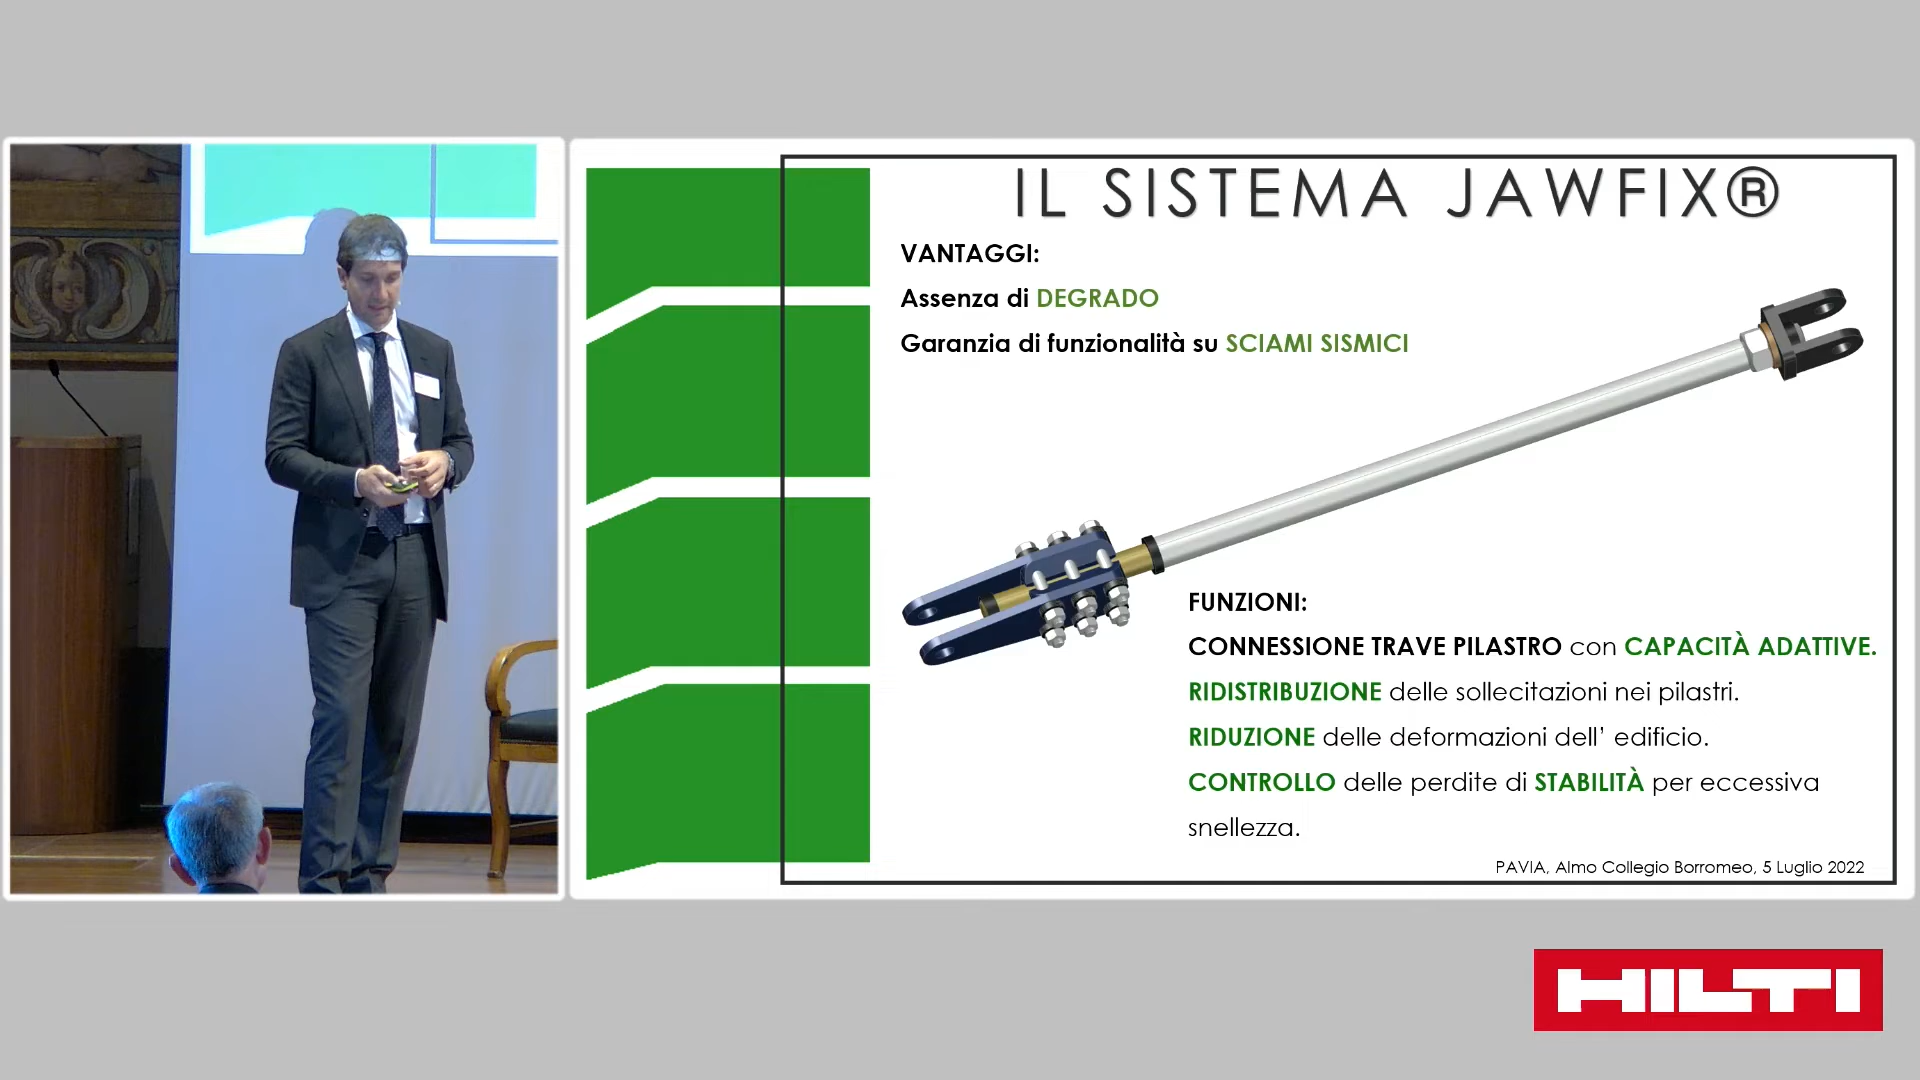 IL SISTEMA JAWFIX®
VANTAGGI:
Assenza di DEGRADO
Garanzia di funzionalità su SCIAMI SISMICI
FUNZIONI:
CONNESSIONE TRAVE PILASTRO con CAPACITÀ ADATTIVE.
RIDISTRIBUZIONE delle sollecitazioni nei pilastri.
RIDUZIONE delle deformazioni dell’ edificio.
CONTROLLO delle perdite di STABILITÀ per eccessiva
snellezza.
PAVIA, Almo Collegio Borromeo, 5 Luglio 2022
HILTI